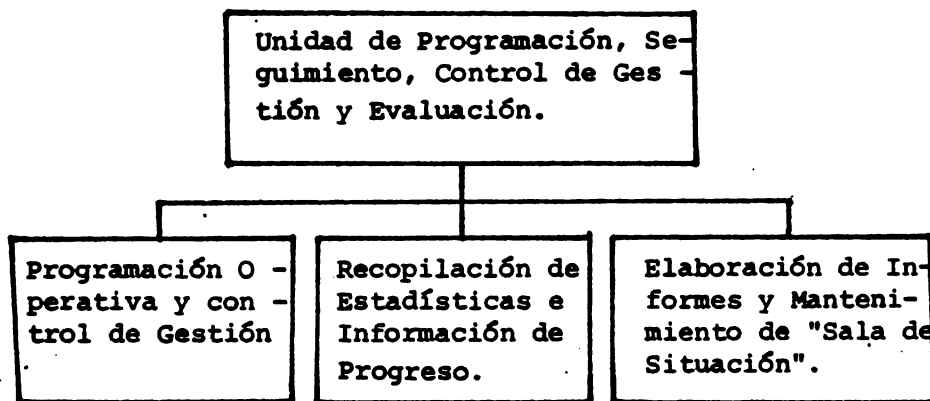 Unidad de Programación, Se-
guimiento, Control de Ges -
tión y Evaluación.
Programación O -
perativa y con -
trol de Gestión
Recopilación de
Estadísticas e
Información de
Progreso.
Elaboración de In-
formes y Manteni-
miento de "Sala de
Situación".